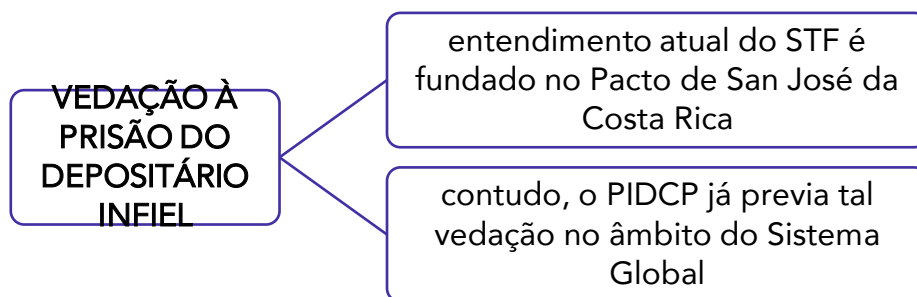 VEDAÇÃO À
PRISÃO DO
DEPOSITÁRIO
INFIEL
entendimento atual do STF é
fundado no Pacto de San José da
Costa Rica
contudo, o PIDCP já previa tal
vedação no âmbito do Sistema
Global